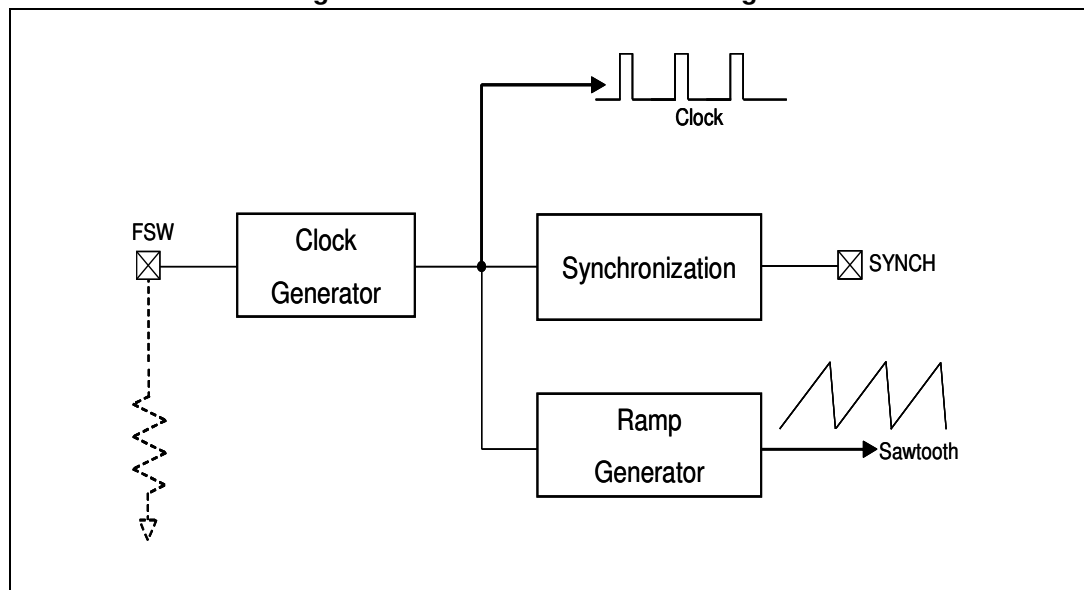 Clock
FSW
Clock
Generator
Synchronization
SYNCH
Ramp
Generator
Sawtooth